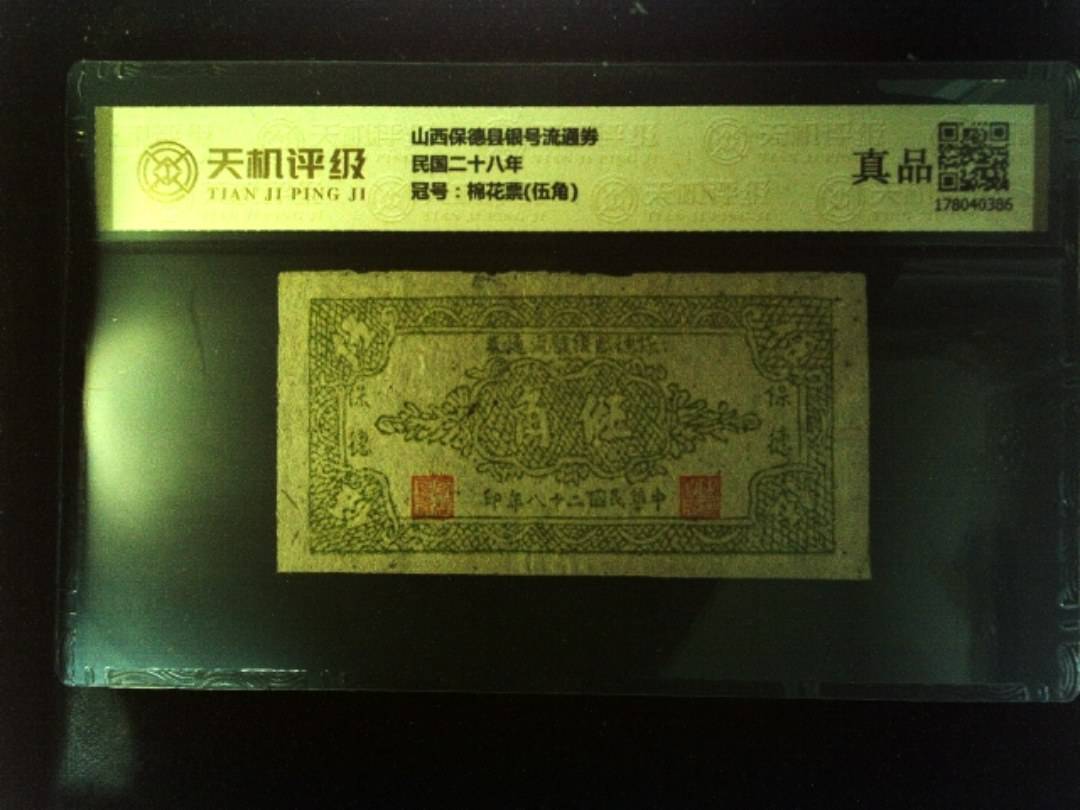 天机评级
TIAN JI PING JI
山西保德县银号流通券
民国二十八年
冠号：棉花票(伍角)
真品
178040386
保德
角伍
保德
印年八十二國民華中